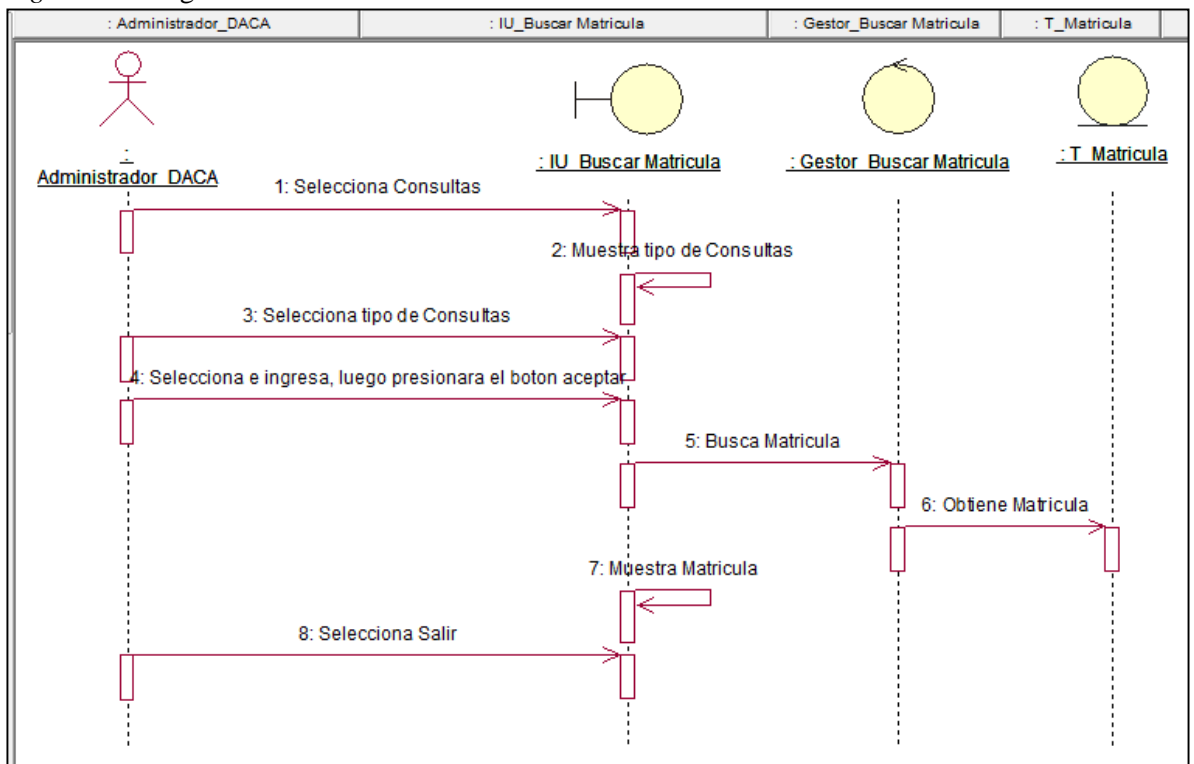 : Administrador_DACA
: IU_Buscar Matricula
: Gestor_Buscar Matricula
: T_Matricula
:
Administrador_DACA
: IU_Buscar Matricula
: Gestor_Buscar Matricula
: T_Matricula
1: Selecciona Consultas
2: Muestra tipo de Consultas
3: Selecciona tipo de Consultas
4: Selecciona e ingresa, luego presionara el boton aceptar
5: Busca Matricula
6: Obtiene Matricula
7: Muestra Matricula
8: Selecciona Salir